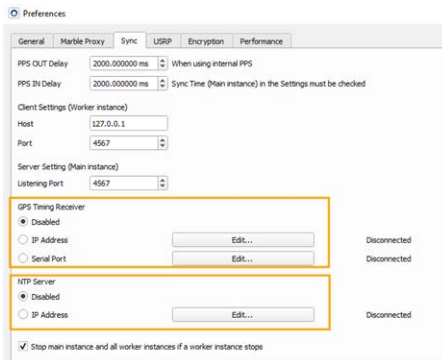 Preferences
General Marble Proxy Sync USRP Encryption Performance
PPS OUT Delay 2000.000000 ms When using internal PPS
PPS IN Delay 2000.000000 ms Sync Time (Main instance) in the Settings must be checked
Client Settings (Worker instance)
Host 127.0.0.1
Port 4567
Server Setting (Main instance)
Listening Port 4567
GPS Timing Receiver
Disabled
IP Address Edit... Disconnected
Serial Port Edit... Disconnected
NTP Server
Disabled
IP Address Edit... Disconnected
Stop main instance and all worker instances if a worker instance stops